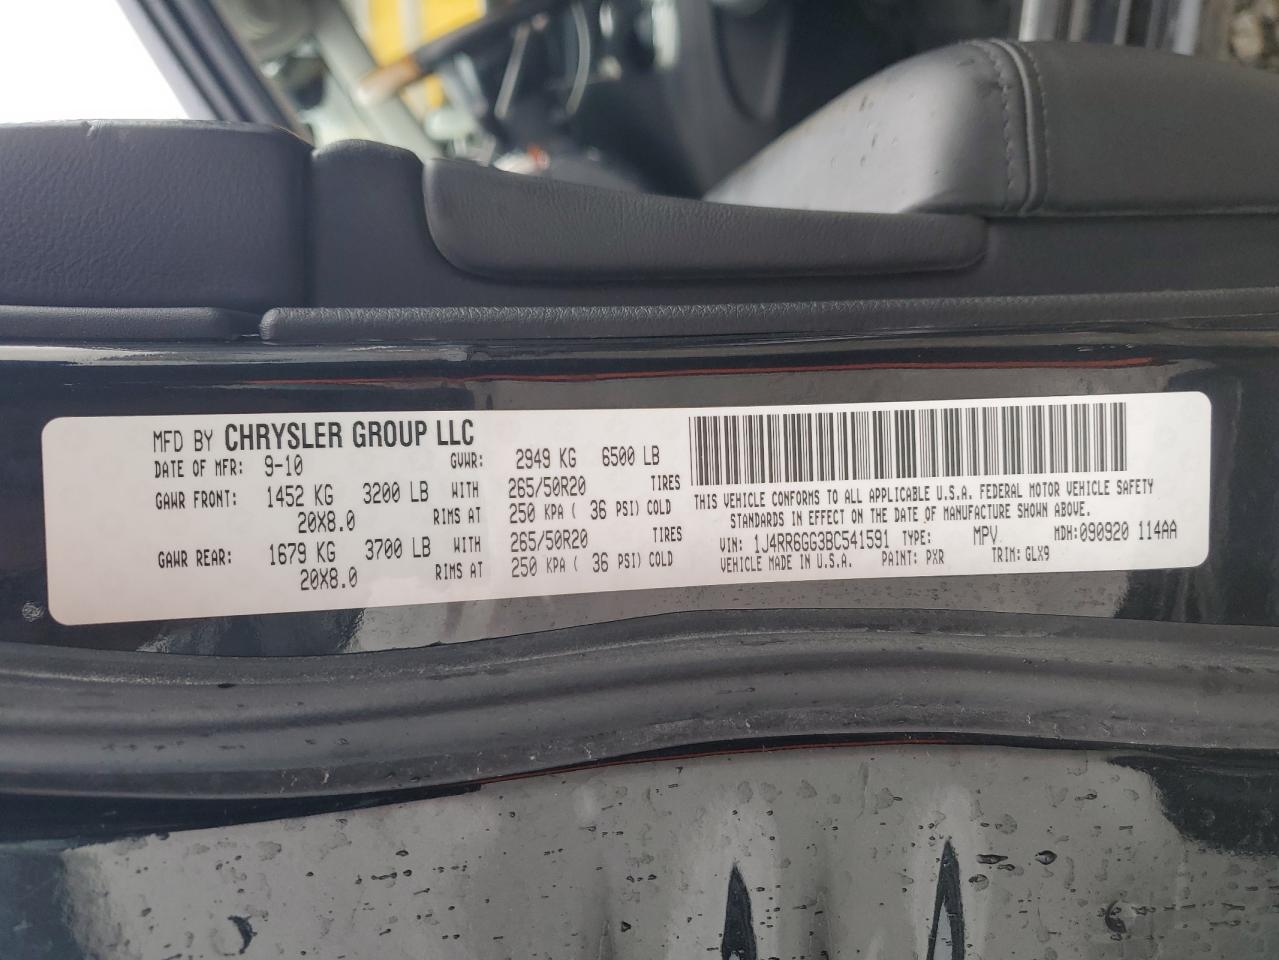 MFD BY CHRYSLER GROUP LLC
DATE OF MFR: 9-10 GVWR: 2949 KG 6500 LB
GAWR FRONT: 1452 KG 3200 LB WITH 265/50R20 TIRES
20X8.0 RIMS AT 250 KPA ( 36 PSI) COLD
GAWR REAR: 1679 KG 3700 LB WITH 265/50R20 TIRES
20X8.0 RIMS AT 250 KPA ( 36 PSI) COLD
THIS VEHICLE CONFORMS TO ALL APPLICABLE U.S.A. FEDERAL MOTOR VEHICLE SAFETY
STANDARDS IN EFFECT ON THE DATE OF MANUFACTURE SHOWN ABOVE.
VIN: 1J4RR6GG3BC541591 TYPE: MPV MDH:090920 114AA
VEHICLE MADE IN U.S.A. PAINT: PXR TRIM: GLX9